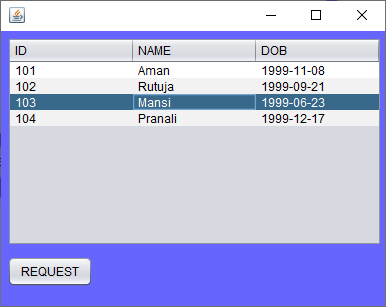 ID NAME DOB
101 Aman 1999-11-08
102 Rutuja 1999-09-21
103 Mansi 1999-06-23
104 Pranali 1999-12-17
REQUEST